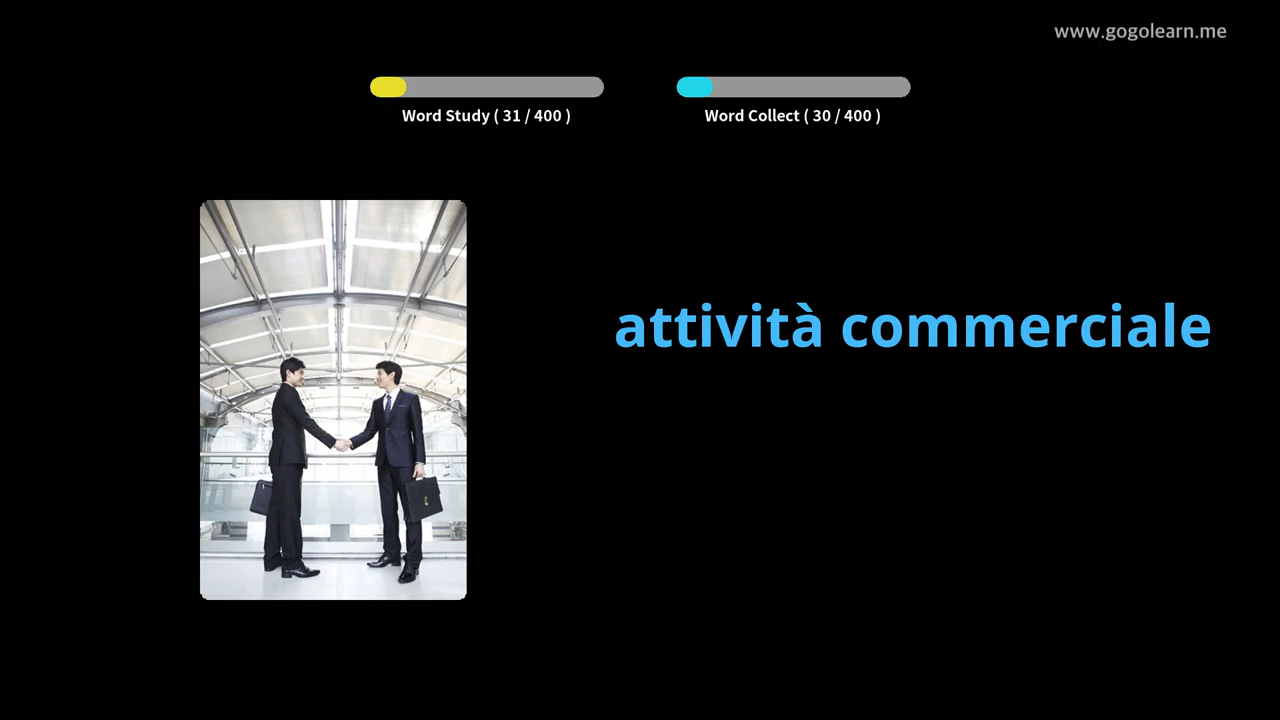 www.gogolearn.me
Word Study ( 31 / 400 )
Word Collect ( 30 / 400 )
attività commerciale